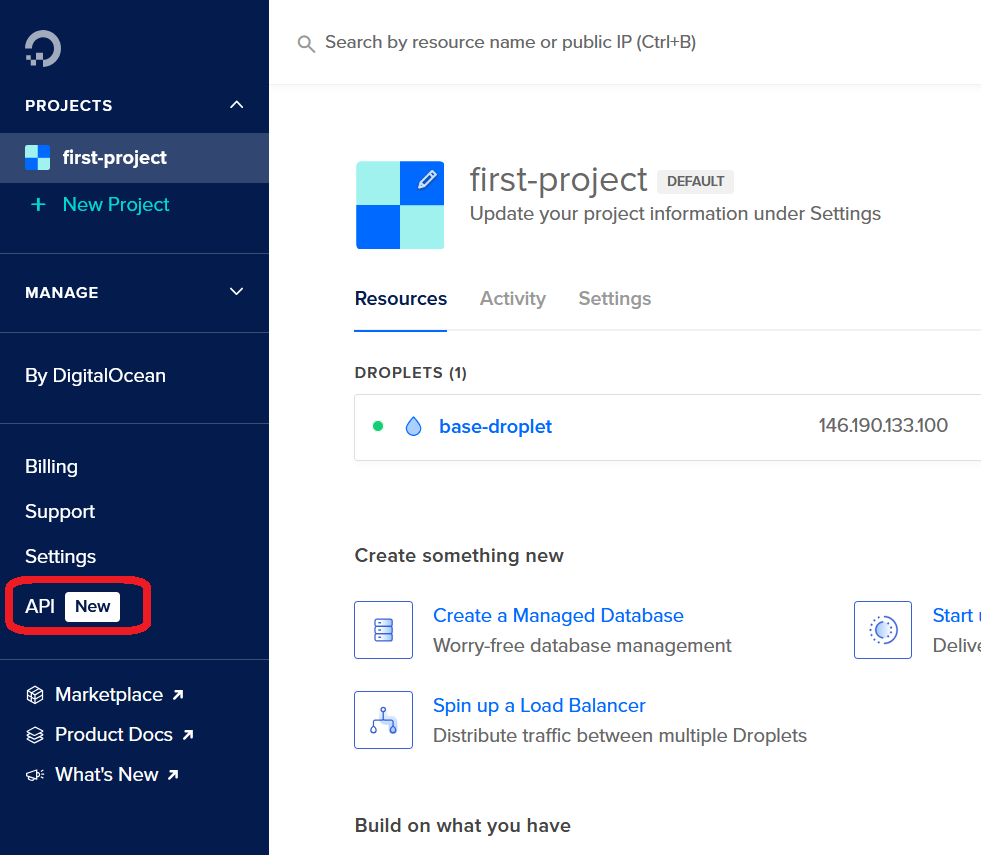 Search by resource name or public IP (Ctrl+B)
PROJECTS
first-project
New Project
MANAGE
By DigitalOcean
Billing
Support
Settings
API New
Marketplace
Product Docs
What's New
first-project DEFAULT
Update your project information under Settings
Resources Activity Settings
DROPLETS (1)
base-droplet 146.190.133.100
Create something new
Create a Managed Database
Worry-free database management
Start
Spin up a Load Balancer
Distribute traffic between multiple Droplets
Build on what you have